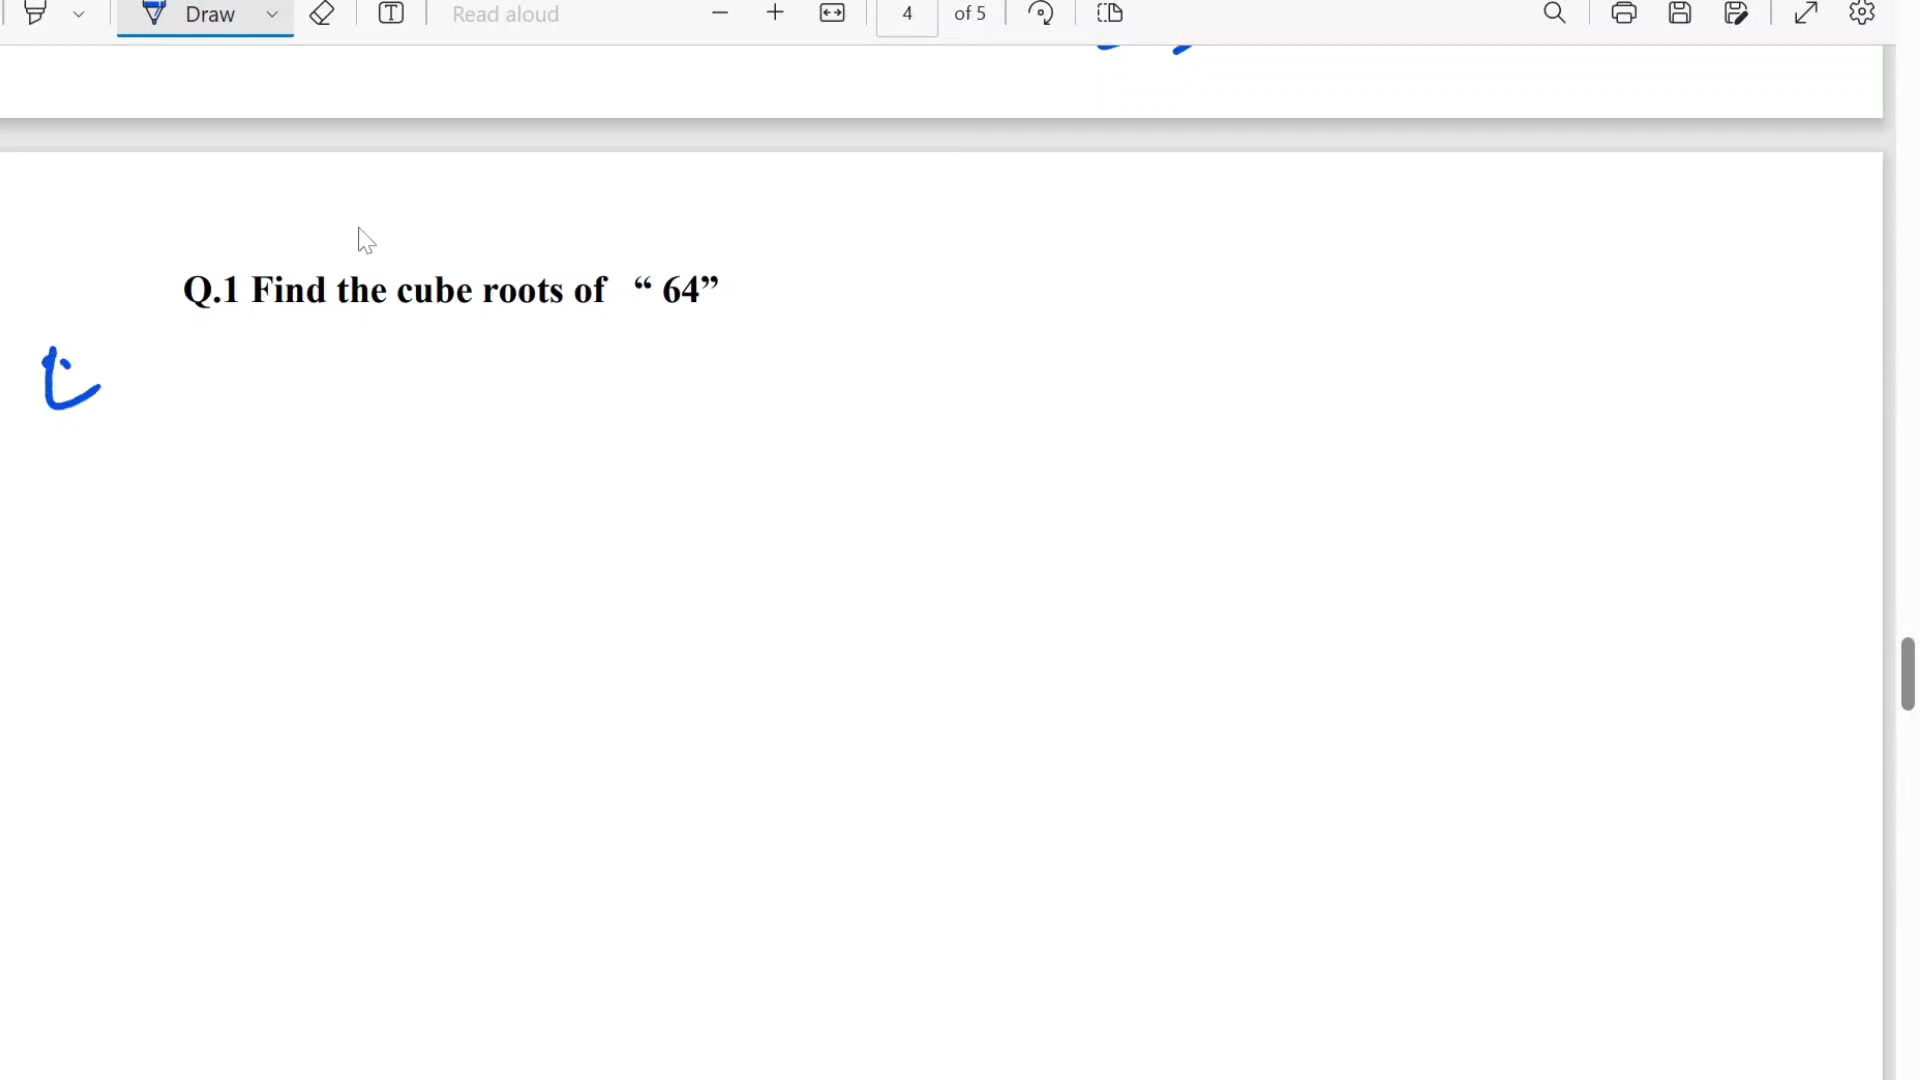 Draw Read aloud 4 of 5
Q.1 Find the cube roots of “ 64”